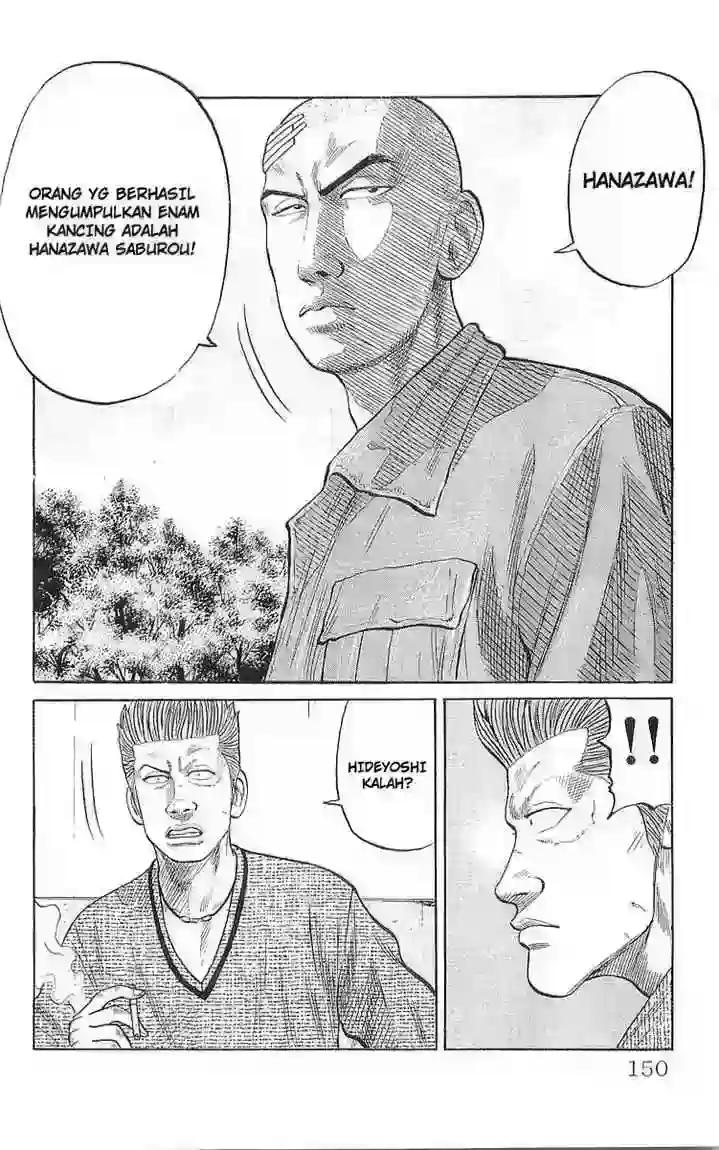 HANAZAWA!
ORANG YG BERHASIL
MENGUMPULKAN ENAM
KANCING ADALAH
HANAZAWA SABUROU!
!!
HIDEYOSHI
KALAH?
150